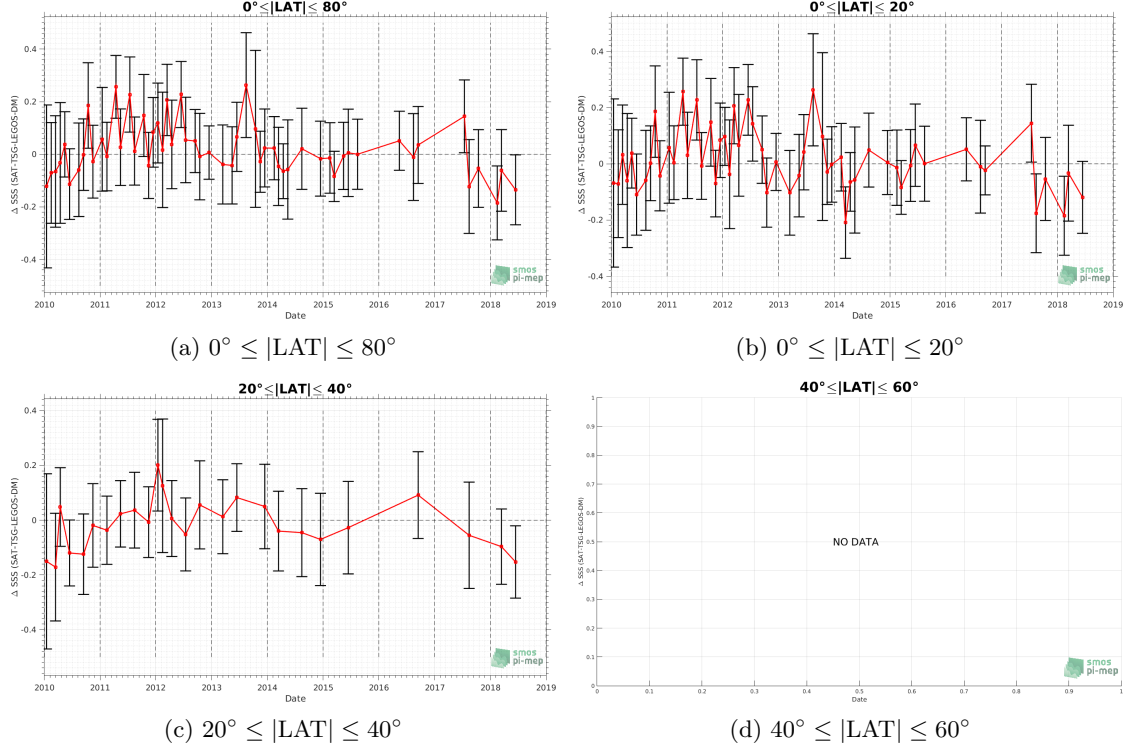 0°≤|LAT|≤ 80°
Δ SSS (SAT-TSG-LEGOS-DM)
0.4
0.2
0
-0.2
-0.4
2010 2011 2012 2013 2014 2015 2016 2017 2018 2019
Date
smos
pi-mep
(a) 0° ≤ |LAT| ≤ 80°
0°≤|LAT|≤ 20°
Δ SSS (SAT-TSG-LEGOS-DM)
0.4
0.2
0
-0.2
-0.4
2010 2011 2012 2013 2014 2015 2016 2017 2018 2019
Date
smos
pi-mep
(b) 0° ≤ |LAT| ≤ 20°
20°≤|LAT|≤ 40°
Δ SSS (SAT-TSG-LEGOS-DM)
0.4
0.2
0
-0.2
-0.4
2010 2011 2012 2013 2014 2015 2016 2017 2018 2019
Date
smos
pi-mep
(c) 20° ≤ |LAT| ≤ 40°
40°≤|LAT|≤ 60°
Δ SSS (SAT-TSG-LEGOS-DM)
1
0.9
0.8
0.7
0.6
0.5
0.4
0.3
0.2
0.1
0
NO DATA
0 0.1 0.2 0.3 0.4 0.5 0.6 0.7 0.8 0.9 1
Date
smos
pi-mep
(d) 40° ≤ |LAT| ≤ 60°